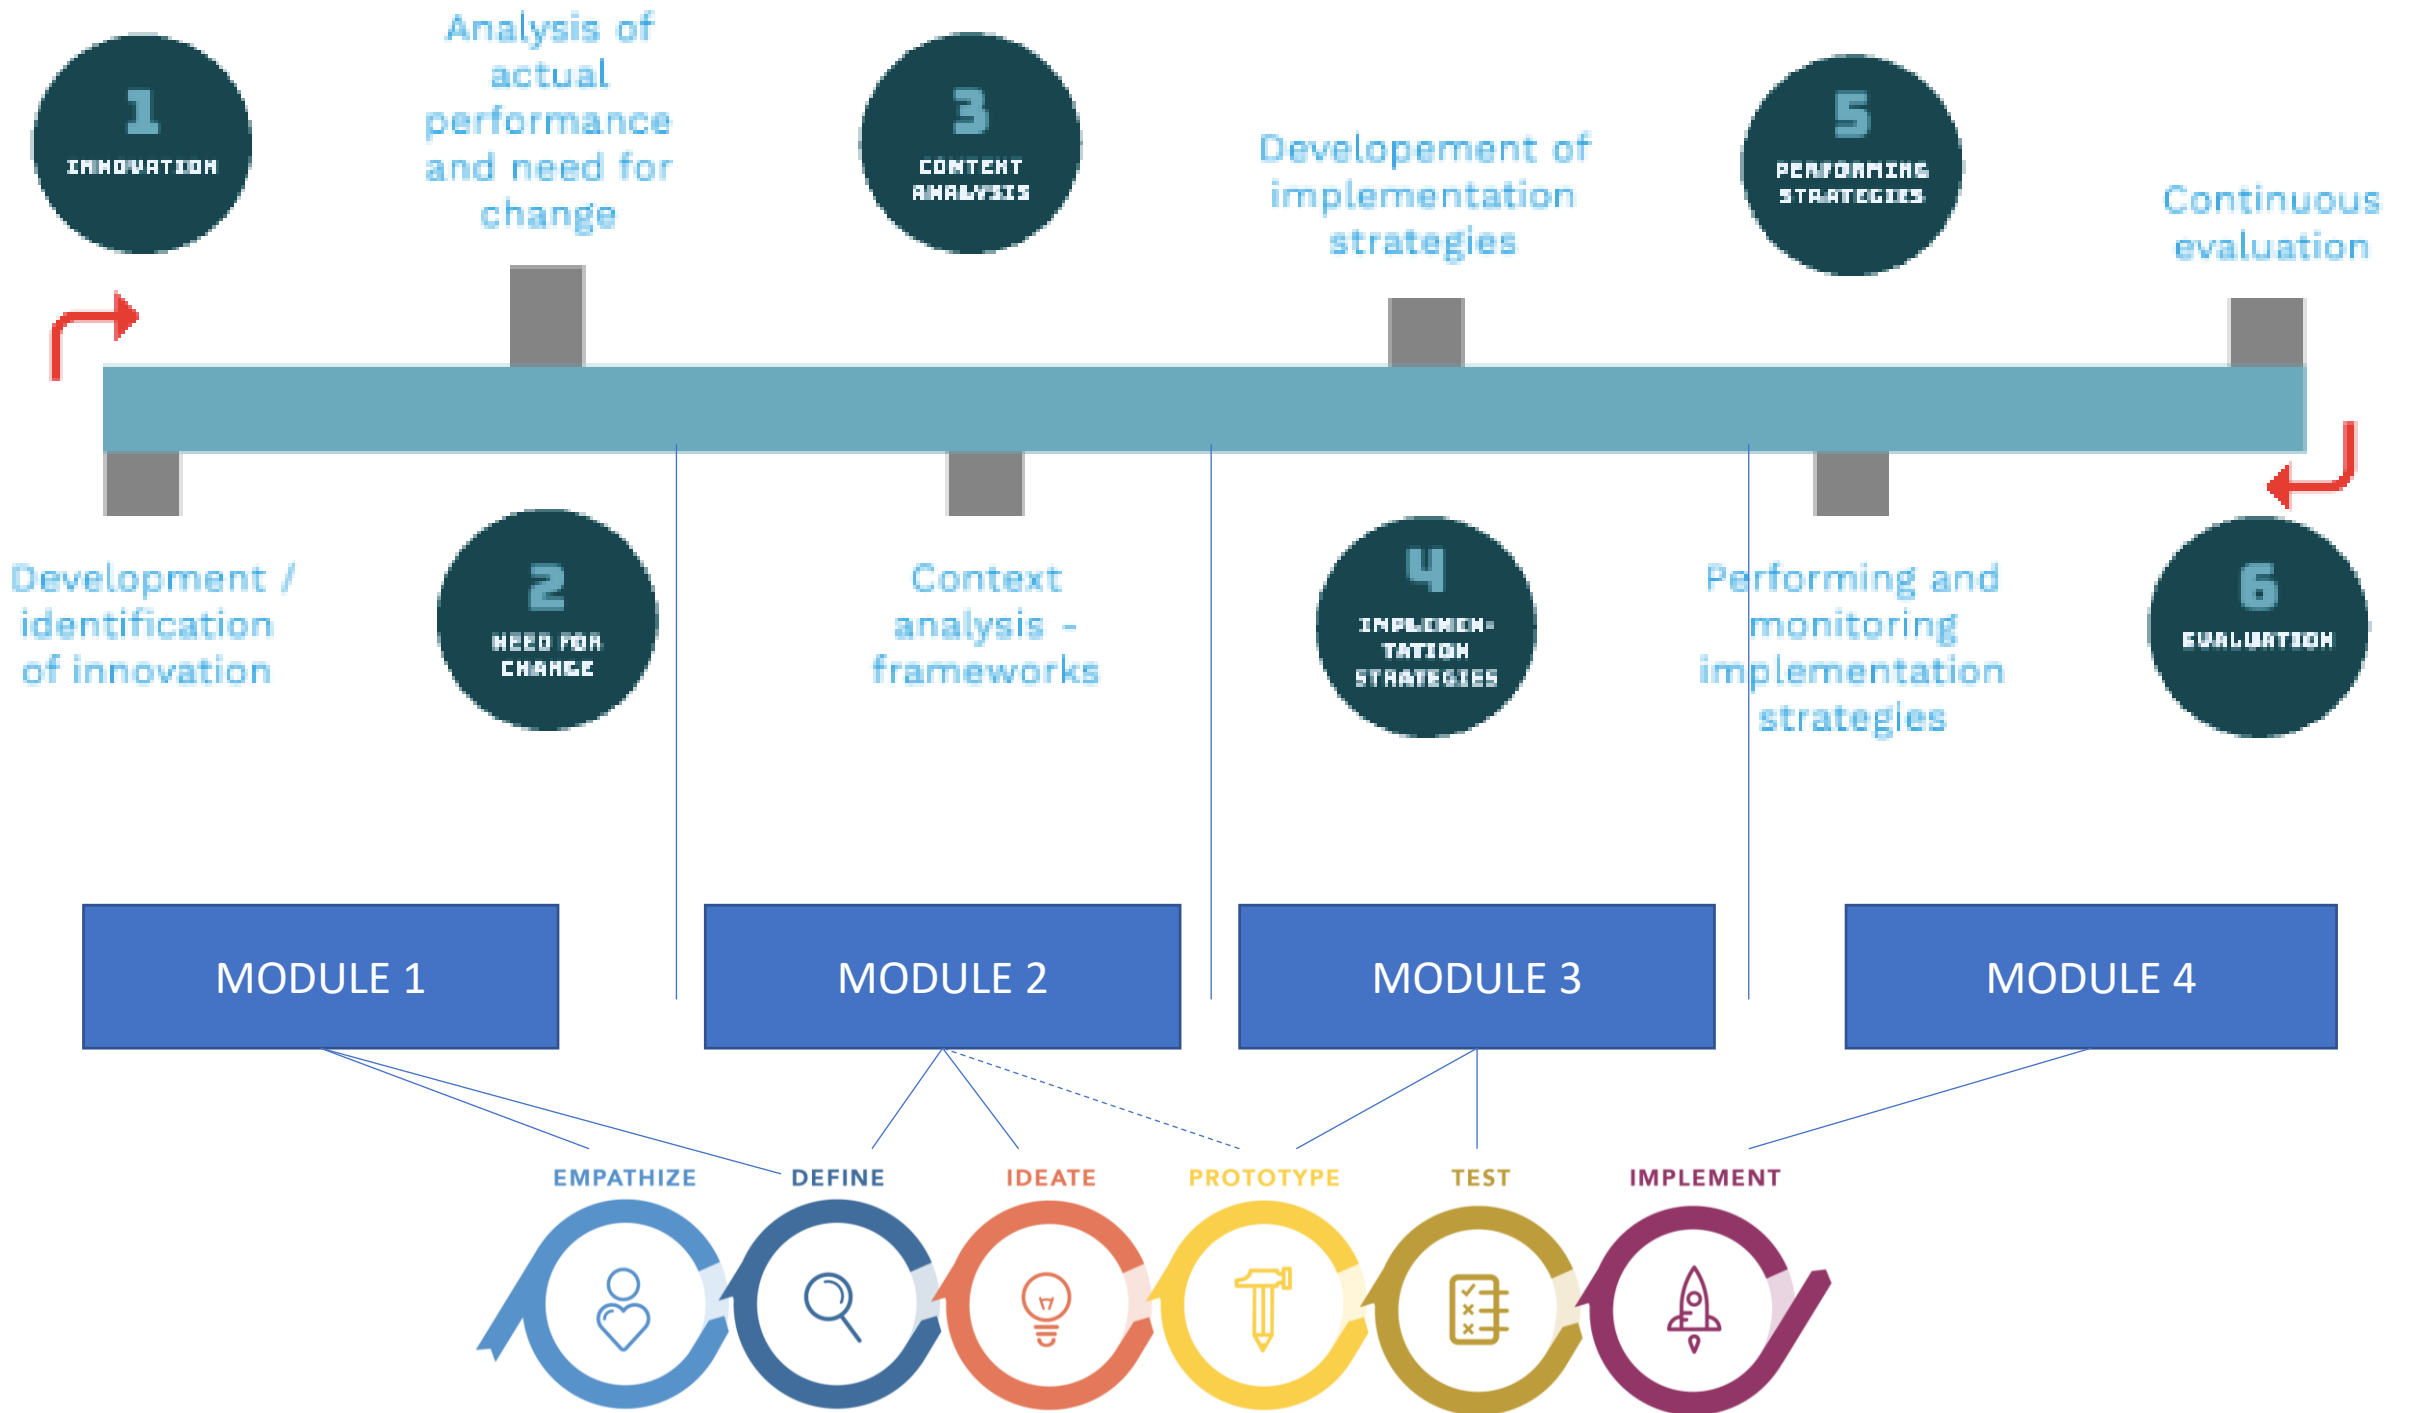 1
INNOVATION
Analysis of
actual
performance
and need for
change
3
CONTEXT
ANALYSIS
Developement of
implementation
strategies
5
PERFORMING
STRATEGIES
Continuous
evaluation
Development /
identification
of innovation
2
NEED FOR
CHANGE
Context
analysis -
frameworks
4
IMPLEMEN-
TATION
STRATEGIES
Performing and
monitoring
implementation
strategies
6
EVALUATION
MODULE 1
MODULE 2
MODULE 3
MODULE 4
EMPATHIZE
DEFINE
IDEATE
PROTOTYPE
TEST
IMPLEMENT